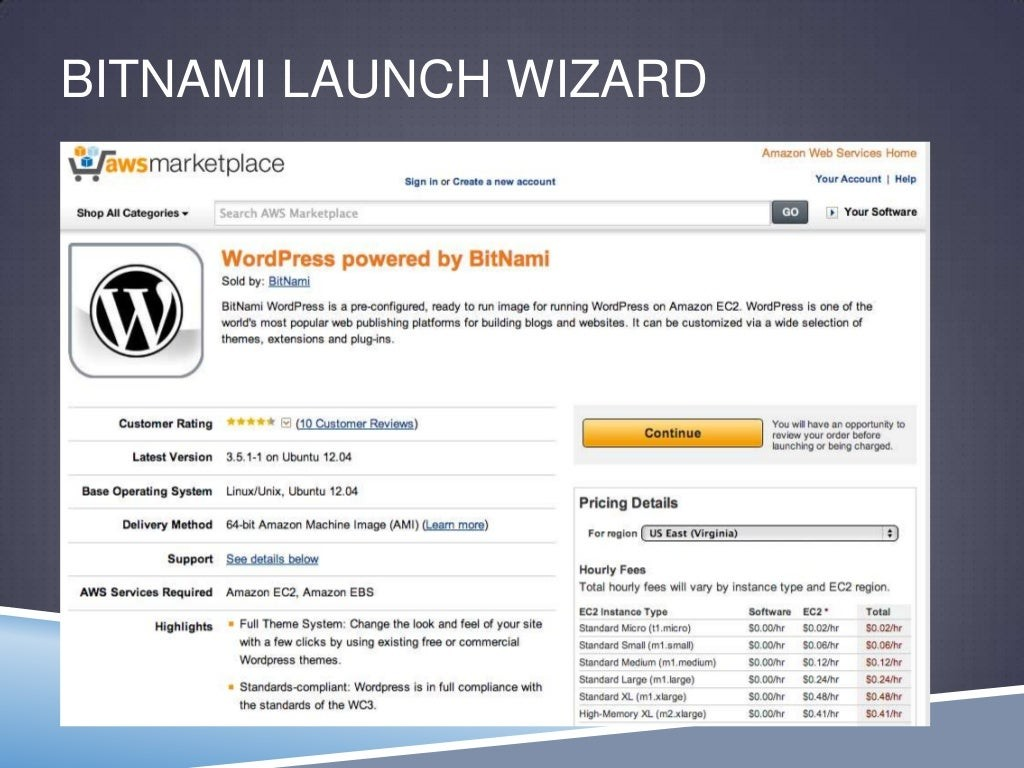 BITNAMI LAUNCH WIZARD
awsmarketplace
Amazon Web Services Home
Sign in or Create a new account
Your Account | Help
Shop All Categories
Search AWS Marketplace
GO
Your Software
WordPress powered by BitNami
Sold by: BitNami
BitNami WordPress is a pre-configured, ready to run image for running WordPress on Amazon EC2. WordPress is one of the
world's most popular web publishing platforms for building blogs and websites. It can be customized via a wide selection of
themes, extensions and plug-ins.
Customer Rating (10 Customer Reviews)
Latest Version 3.5.1-1 on Ubuntu 12.04
Base Operating System Linux/Unix, Ubuntu 12.04
Delivery Method 64-bit Amazon Machine Image (AMI) (Learn more)
Support See details below
AWS Services Required Amazon EC2, Amazon EBS
Highlights
Full Theme System: Change the look and feel of your site
with a few clicks by using existing free or commercial
Wordpress themes.
Standards-compliant: Wordpress is in full compliance with
the standards of the WC3.
Continue
You will have an opportunity to
review your order before
launching or being charged.
Pricing Details
For region US East (Virginia)
Hourly Fees
Total hourly fees will vary by instance type and EC2 region.
EC2 Instance Type Software EC2 * Total
Standard Micro (t1.micro) $0.00/hr $0.02/hr $0.02/hr
Standard Small (m1.small) $0.00/hr $0.06/hr $0.06/hr
Standard Medium (m1.medium) $0.00/hr $0.12/hr $0.12/hr
Standard Large (m1.large) $0.00/hr $0.24/hr $0.24/hr
Standard XL (m1.xlarge) $0.00/hr $0.48/hr $0.48/hr
High-Memory XL (m2.xlarge) $0.00/hr $0.41/hr $0.41/hr